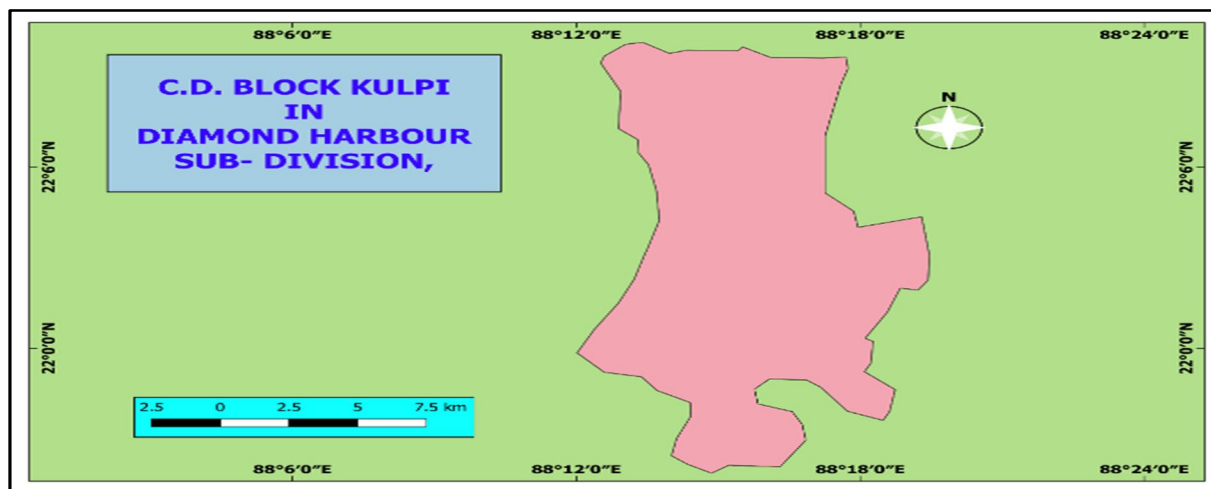 88°6′0″E 88°12′0″E 88°18′0″E 88°24′0″E
C.D. BLOCK KULPI
IN
DIAMOND HARBOUR
SUB- DIVISION,
N
22°6′0″N 22°6′0″N
22°0′0″N 22°0′0″N
2.5 0 2.5 5 7.5 km
88°6′0″E 88°12′0″E 88°18′0″E 88°24′0″E